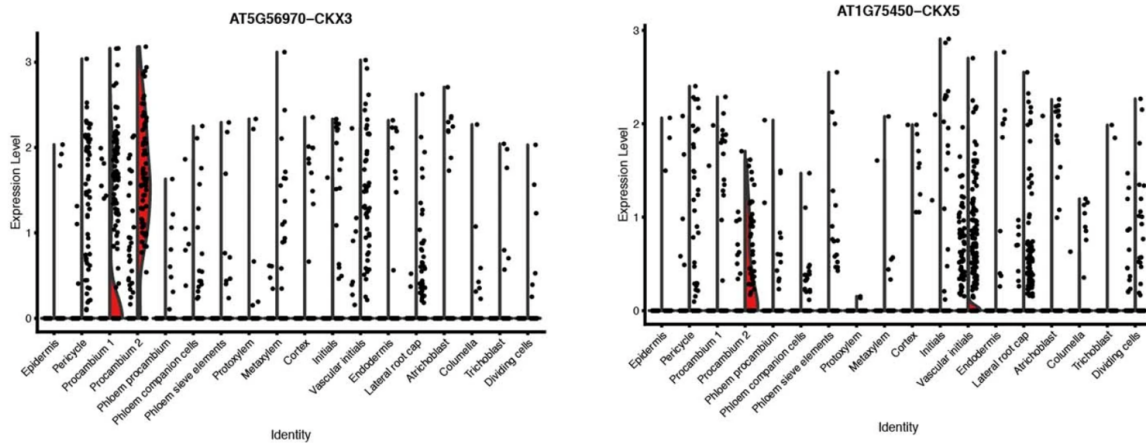 AT5G56970–CKX3
Expression Level
3
2
1
0
Epidermis
Pericycle
Procambium 1
Procambium 2
Phloem procambium
Phloem companion cells
Phloem sieve elements
Protoxylem
Metaxylem
Cortex
Initials
Vascular initials
Endodermis
Lateral root cap
Atrichoblast
Columella
Trichoblast
Dividing cells
Identity
AT1G75450–CKX5
Expression Level
3
2
1
0
Epidermis
Pericycle
Procambium 1
Procambium 2
Phloem procambium
Phloem companion cells
Phloem sieve elements
Protoxylem
Metaxylem
Cortex
Initials
Vascular initials
Endodermis
Lateral root cap
Atrichoblast
Columella
Trichoblast
Dividing cells
Identity